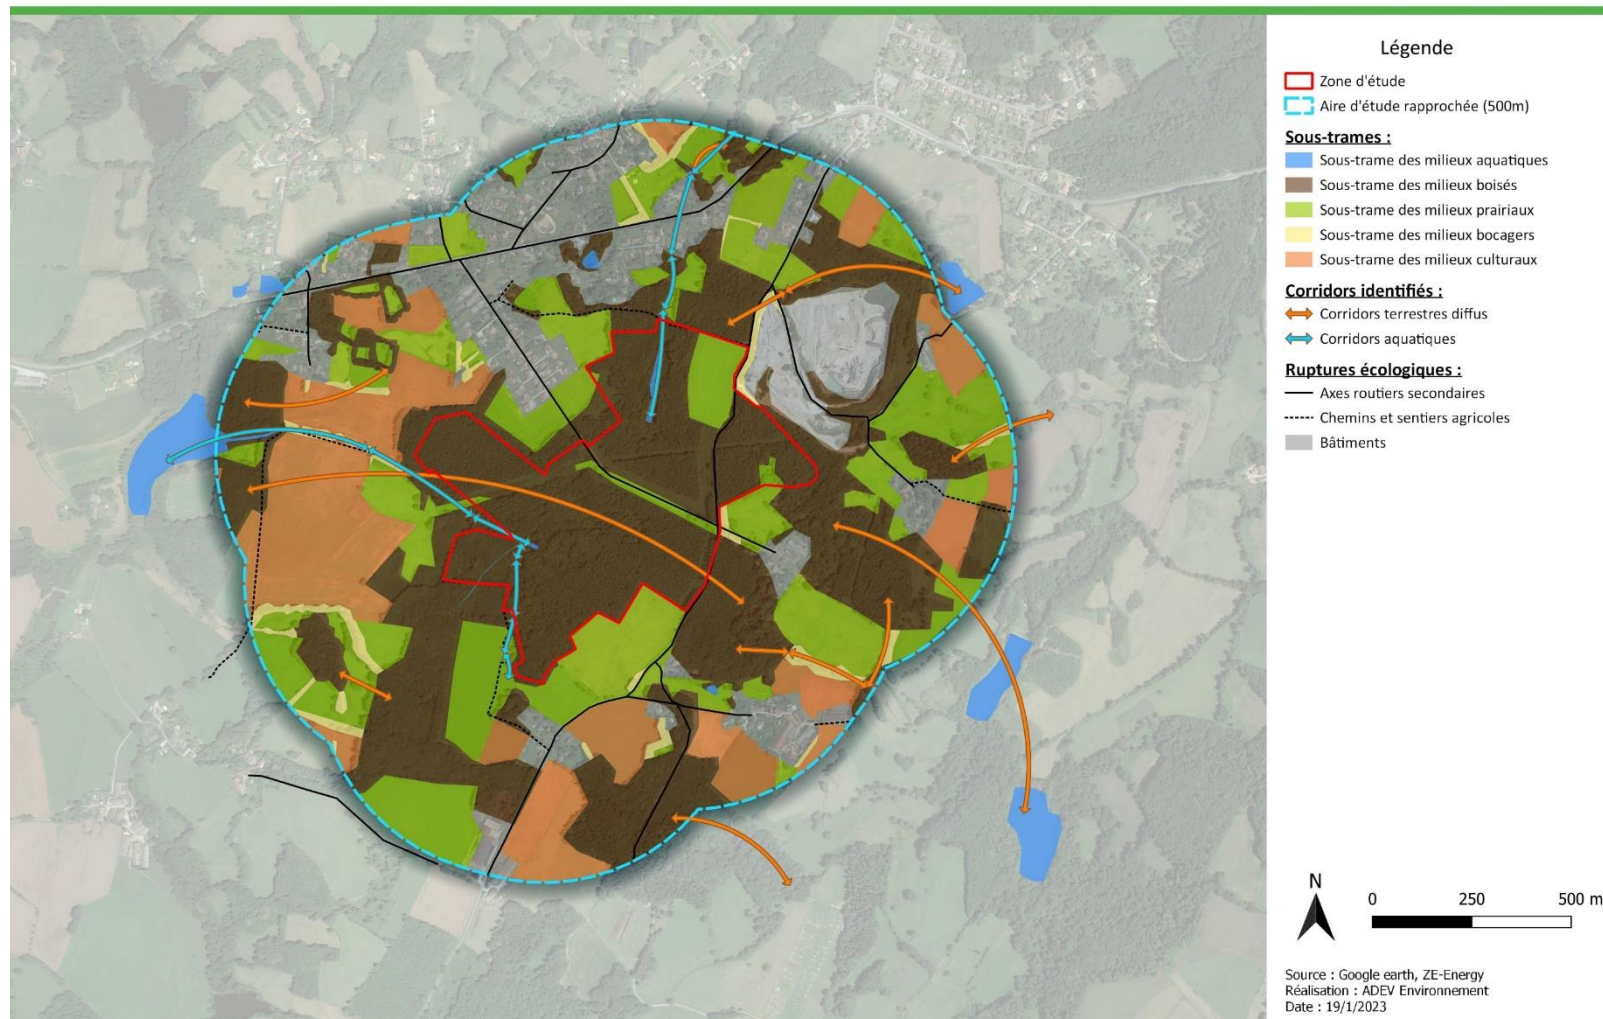 Légende
Zone d'étude
Aire d'étude rapprochée (500m)
Sous-trames :
Sous-trame des milieux aquatiques
Sous-trame des milieux boisés
Sous-trame des milieux prairiaux
Sous-trame des milieux bocagers
Sous-trame des milieux culturaux
Corridors identifiés :
Corridors terrestres diffus
Corridors aquatiques
Ruptures écologiques :
Axes routiers secondaires
Chemins et sentiers agricoles
Bâtiments
N
0 250 500 m
Source : Google earth, ZE-Energy
Réalisation : ADEV Environnement
Date : 19/1/2023